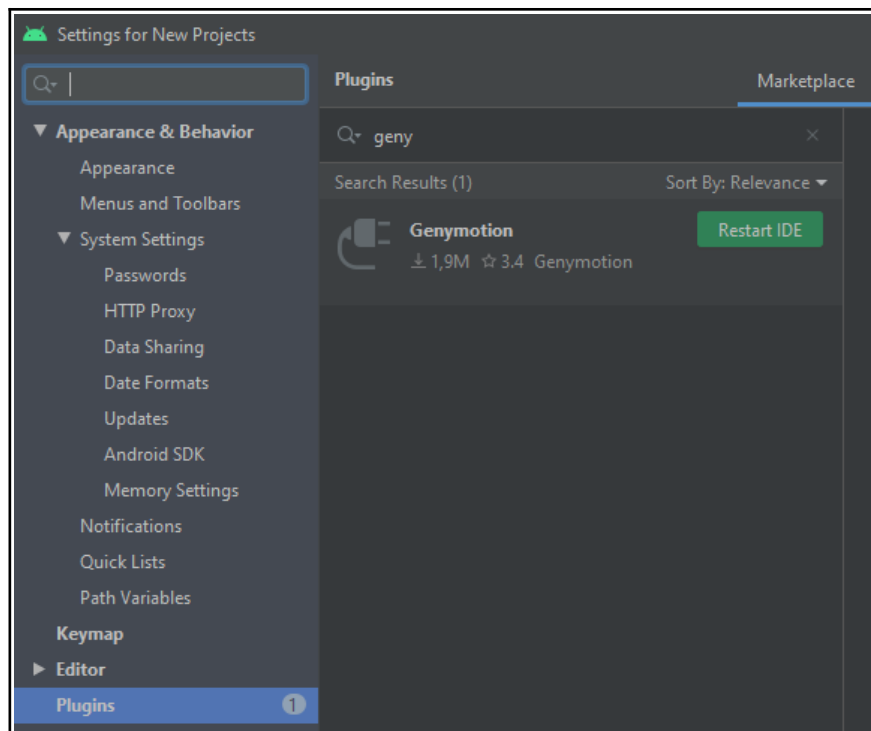 Settings for New Projects
Appearance & Behavior
Appearance
Menus and Toolbars
System Settings
Passwords
HTTP Proxy
Data Sharing
Date Formats
Updates
Android SDK
Memory Settings
Notifications
Quick Lists
Path Variables
Keymap
Editor
Plugins 1
Plugins Marketplace
geny
Search Results (1) Sort By: Relevance
Genymotion Restart IDE
1,9M 3.4 Genymotion